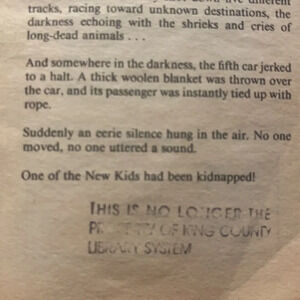 tracks, racing toward unknown destinations, the
darkness echoing with the shrieks and cries of
long-dead animals . . .
And somewhere in the darkness, the fifth car jerked
to a halt. A thick woolen blanket was thrown over
the car, and its passenger was instantly tied up with
rope.
Suddenly an eerie silence hung in the air. No one
moved, no one uttered a sound.
One of the New Kids had been kidnapped!
THIS IS NO LONGER THE
PROPERTY OF KING COUNTY
LIBRARY SYSTEM